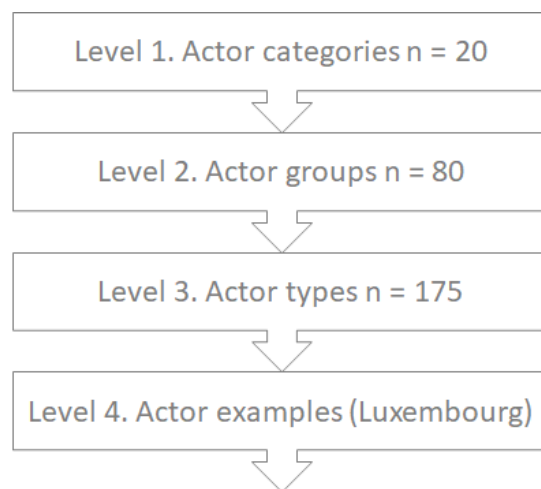 Level 1. Actor categories n = 20
Level 2. Actor groups n = 80
Level 3. Actor types n = 175
Level 4. Actor examples (Luxembourg)